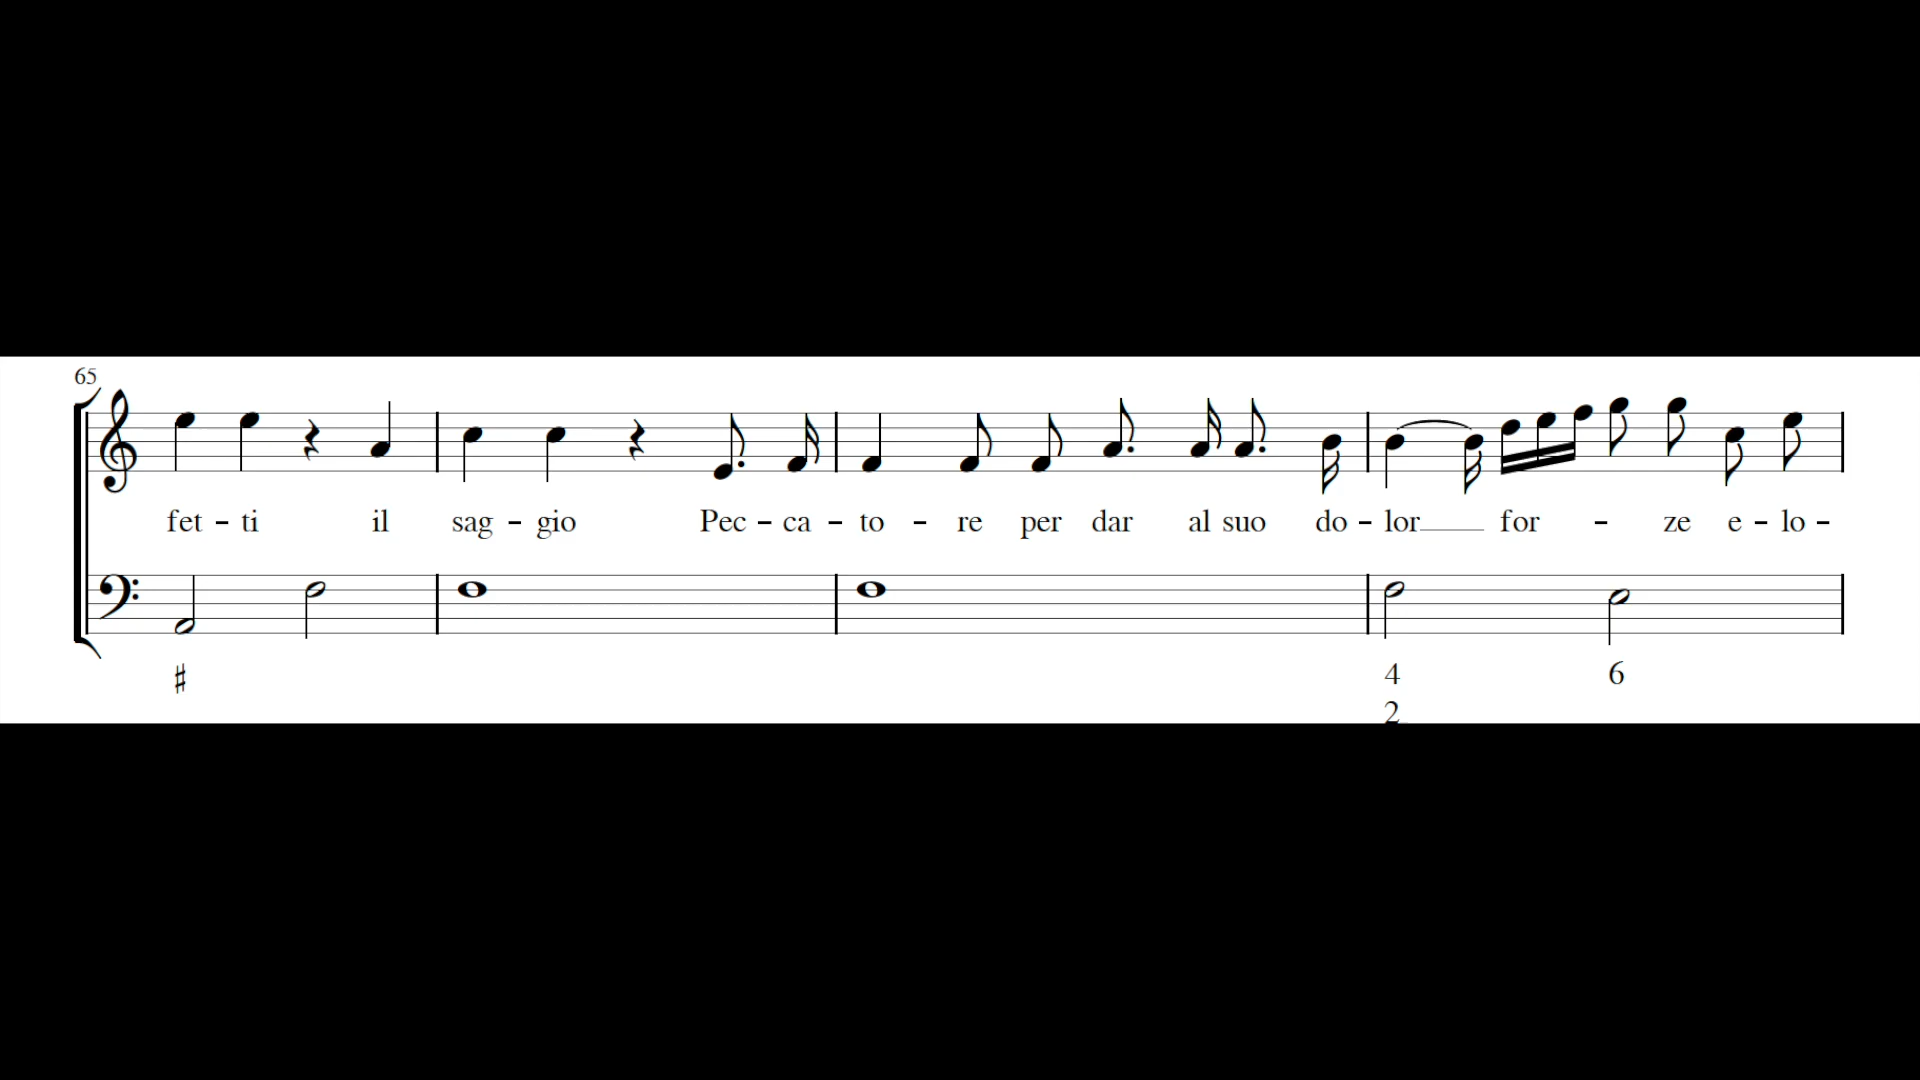 65
fet - ti il sag - gio Pec - ca - to - re per dar al suo do - lor for - ze e - lo -
♯ 4 6
2